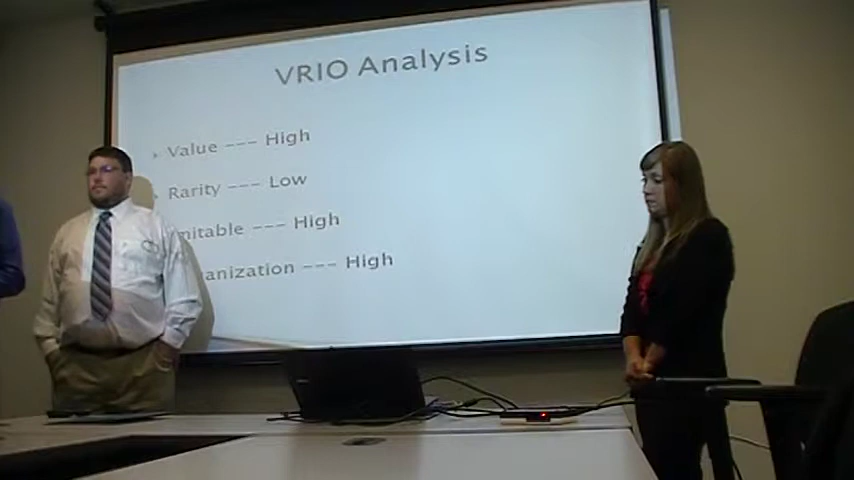 VRIO Analysis
Value --- High
Rarity --- Low
mitable --- High
anization --- High